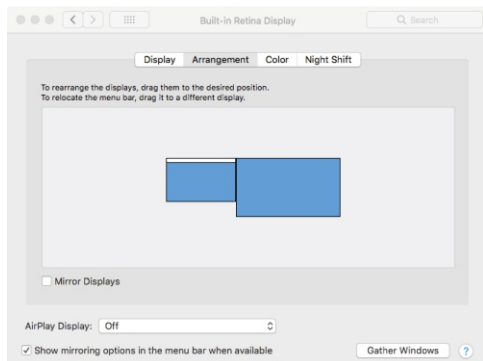 Built-in Retina Display
Search
Display Arrangement Color Night Shift
To rearrange the displays, drag them to the desired position.
To relocate the menu bar, drag it to a different display.
Mirror Displays
AirPlay Display: Off
Show mirroring options in the menu bar when available
Gather Windows ?